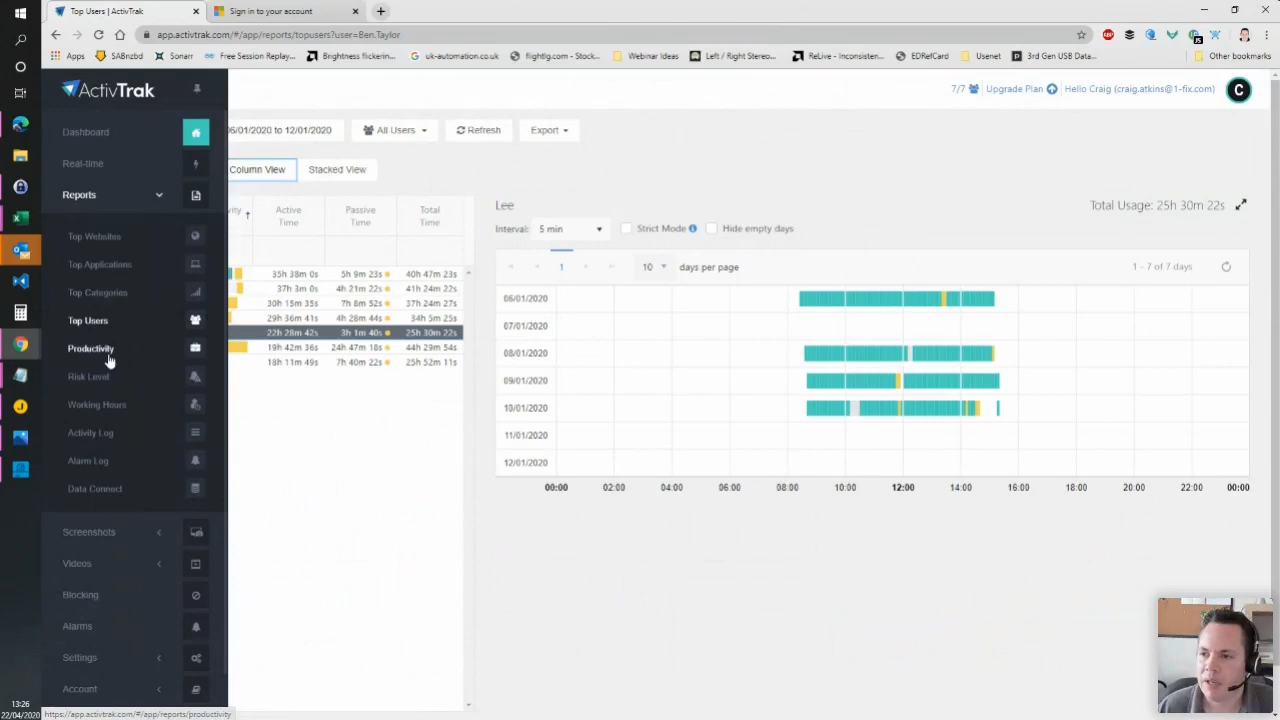 Top Users | ActivTrak
Sign in to your account
app.activtrak.com/#/app/reports/topusers?user=Ben.Taylor
Apps
SABnzbd
Sonarr
Free Session Replay...
Brightness flickerin...
uk-automation.co.uk
flightlg.com - Stock...
Webinar Ideas
Left / Right Stereo...
ReLive - Inconsisten...
EDRefCard
Usenet
3rd Gen USB Data...
Other bookmarks
ActivTrak
7/7
Upgrade Plan
Hello Craig (craig.atkins@1-fix.com)
C
Dashboard
Real-time
Reports
Top Websites
Top Applications
Top Categories
Top Users
Productivity
Risk Level
Working Hours
Activity Log
Alarm Log
Data Connect
Screenshots
Videos
Blocking
Alarms
Settings
Account
06/01/2020 to 12/01/2020
All Users
Refresh
Export
Column View
Stacked View
Active Time
Passive Time
Total Time
35h 38m 0s 5h 9m 23s 40h 47m 23s
37h 3m 0s 4h 21m 22s 41h 24m 22s
30h 15m 35s 7h 8m 52s 37h 24m 27s
29h 36m 41s 4h 28m 44s 34h 5m 25s
22h 28m 42s 3h 1m 40s 25h 30m 22s
19h 42m 36s 24h 47m 18s 44h 29m 54s
18h 11m 49s 7h 40m 22s 25h 52m 11s
Lee
Total Usage: 25h 30m 22s
Interval: 5 min
Strict Mode
Hide empty days
1
10
days per page
1 - 7 of 7 days
06/01/2020
07/01/2020
08/01/2020
09/01/2020
10/01/2020
11/01/2020
12/01/2020
00:00 02:00 04:00 06:00 08:00 10:00 12:00 14:00 16:00 18:00 20:00 22:00 00:00
13:26
22/04/2020
https://app.activtrak.com/#/app/reports/productivity